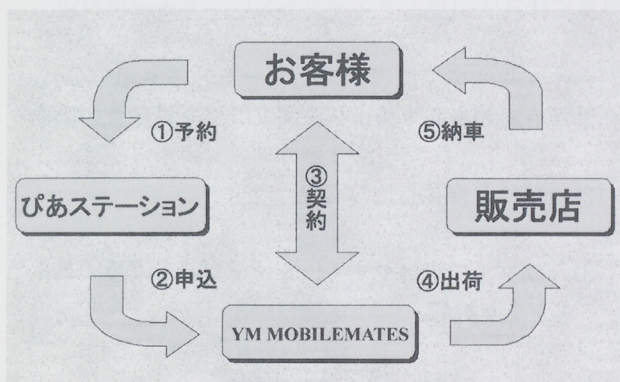 お客様
①予約
⑤納車
ぴあステーション
③契約
販売店
②申込
④出荷
YM MOBILEMATES